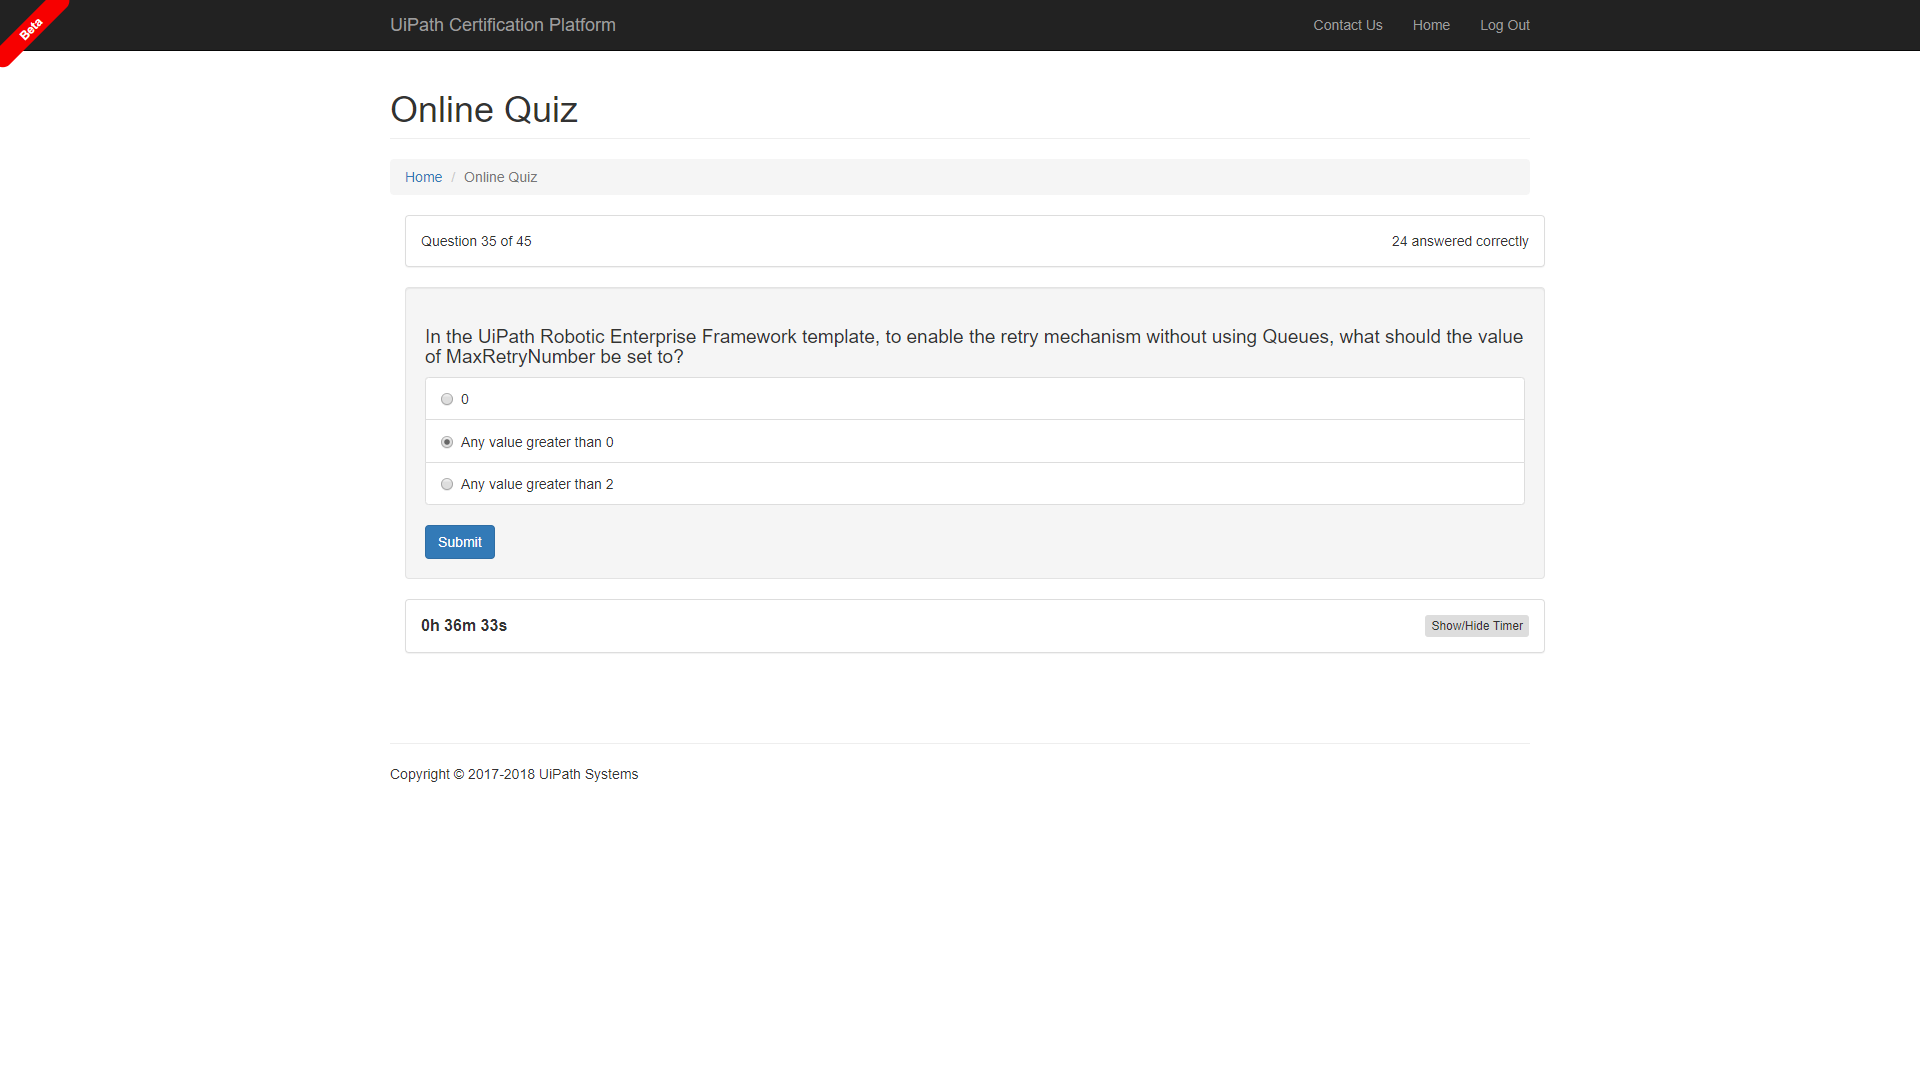 Beta
UiPath Certification Platform
Contact Us
Home
Log Out
Online Quiz
Home / Online Quiz
Question 35 of 45
24 answered correctly
In the UiPath Robotic Enterprise Framework template, to enable the retry mechanism without using Queues, what should the value
of MaxRetryNumber be set to?
0
Any value greater than 0
Any value greater than 2
Submit
0h 36m 33s
Show/Hide Timer
Copyright © 2017-2018 UiPath Systems